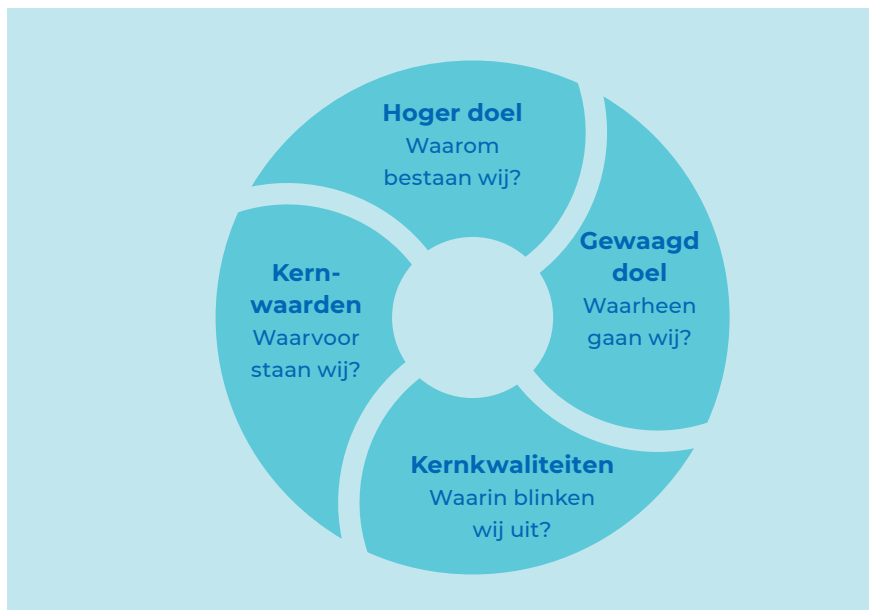 Hoger doel
Waarom
bestaan wij?
Gewaagd
doel
Waarheen
gaan wij?
Kern-
waarden
Waarvoor
staan wij?
Kernkwaliteiten
Waarin blinken
wij uit?